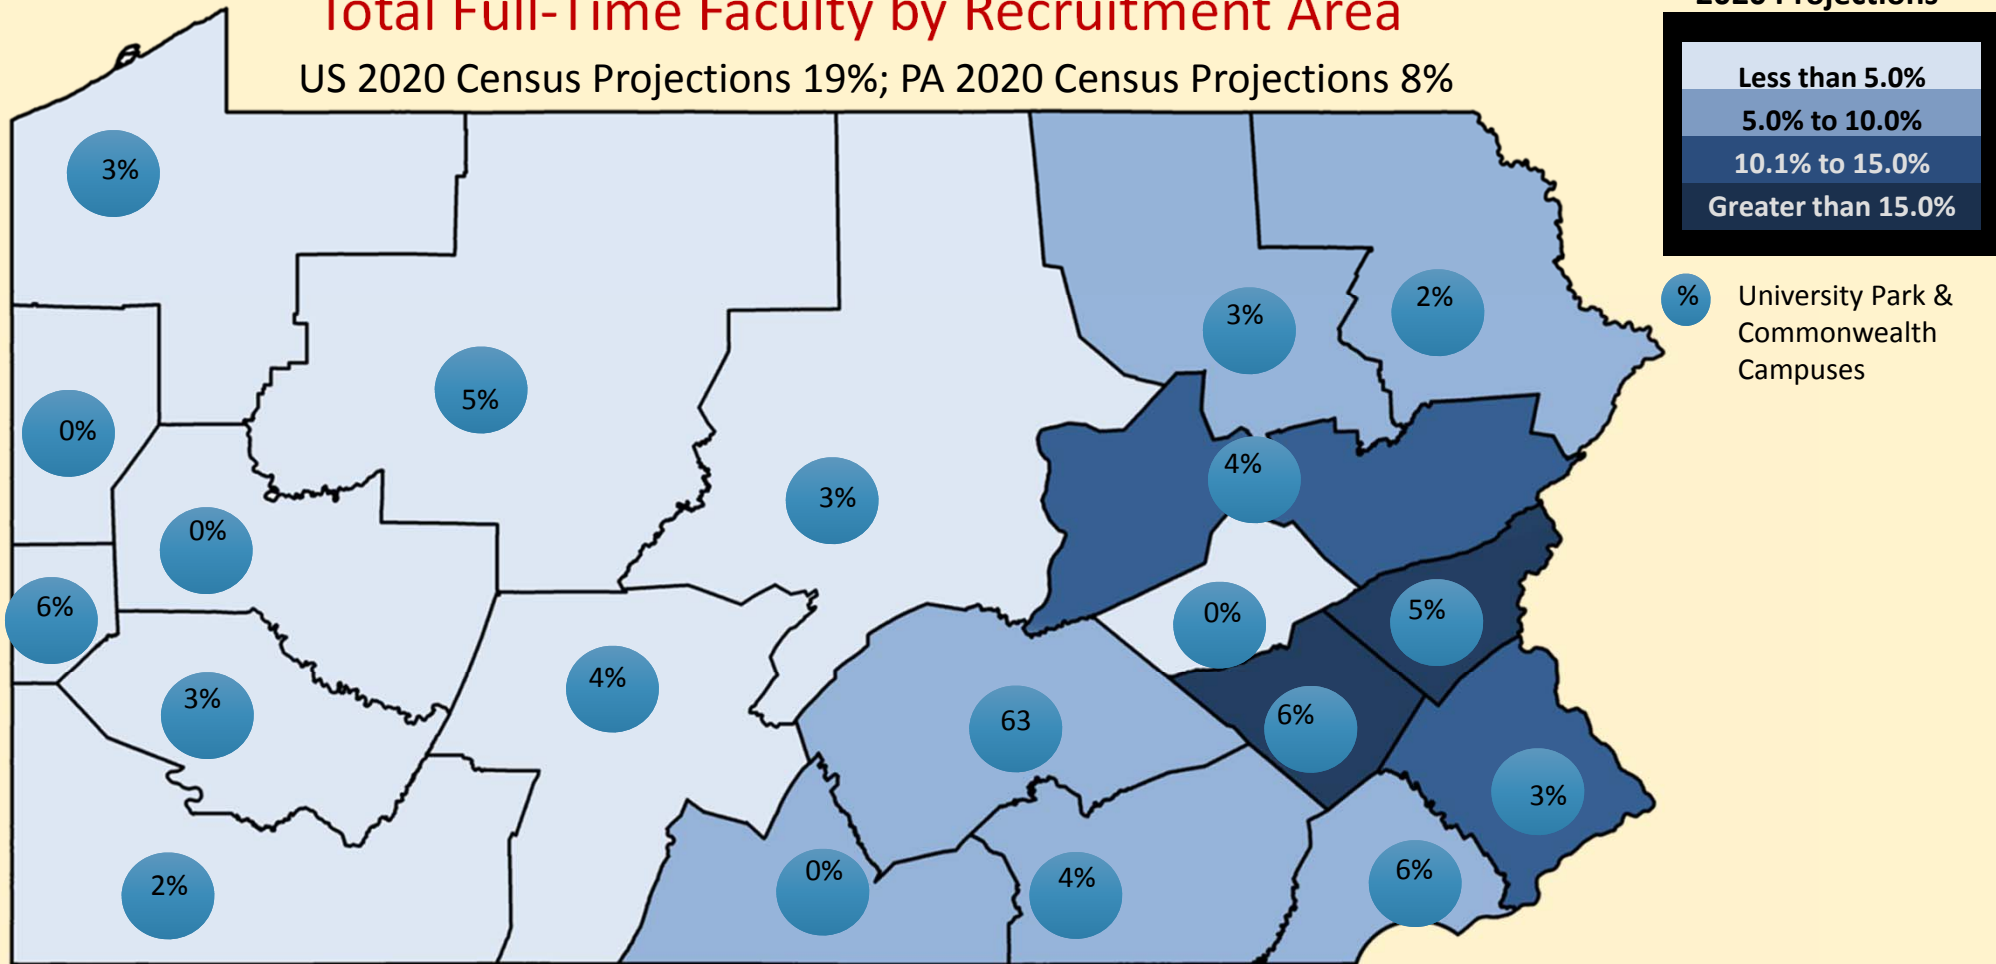 Total Full-Time Faculty by Recruitment Area
US 2020 Census Projections 19%; PA 2020 Census Projections 8%
2020 Projections
Less than 5.0%
5.0% to 10.0%
10.1% to 15.0%
Greater than 15.0%
%
University Park &
Commonwealth
Campuses
3%
2%
3%
5%
0%
4%
3%
0%
6%
0%
5%
4%
3%
63
6%
3%
2%
0%
4%
6%